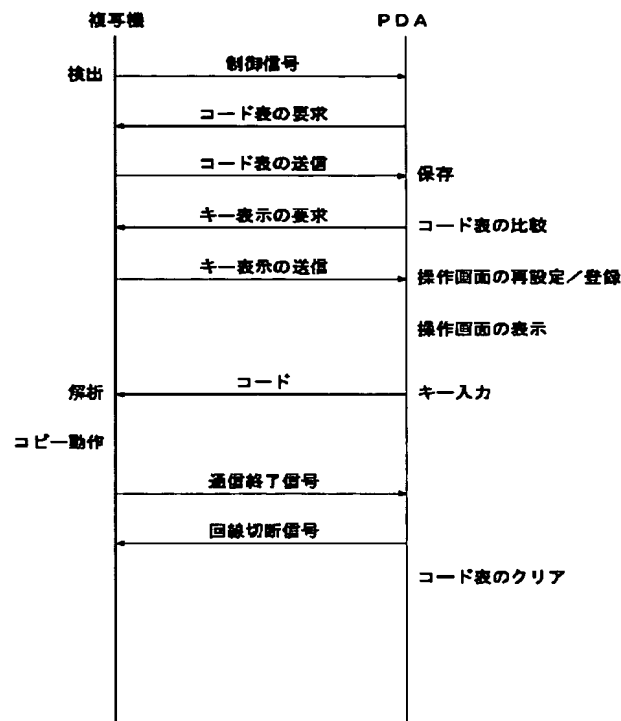 複写機 PDA
検出 制御信号
コード表の要求
コード表の送信 保存
キー表示の要求 コード表の比較
キー表示の送信 操作画面の再設定/登録
操作画面の表示
解析 コード キー入力
コピー動作
通信終了信号
回線切断信号
コード表のクリア